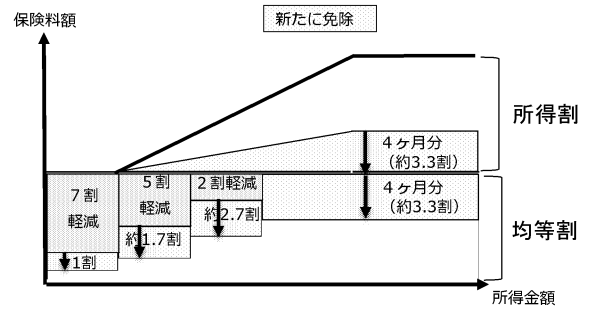 保険料額
新たに免除
所得割
４ヶ月分
（約3.3割）
７割
軽減
５割
軽減
２割軽減
４ヶ月分
（約3.3割）
約2.7割
約1.7割
1割
均等割
所得金額